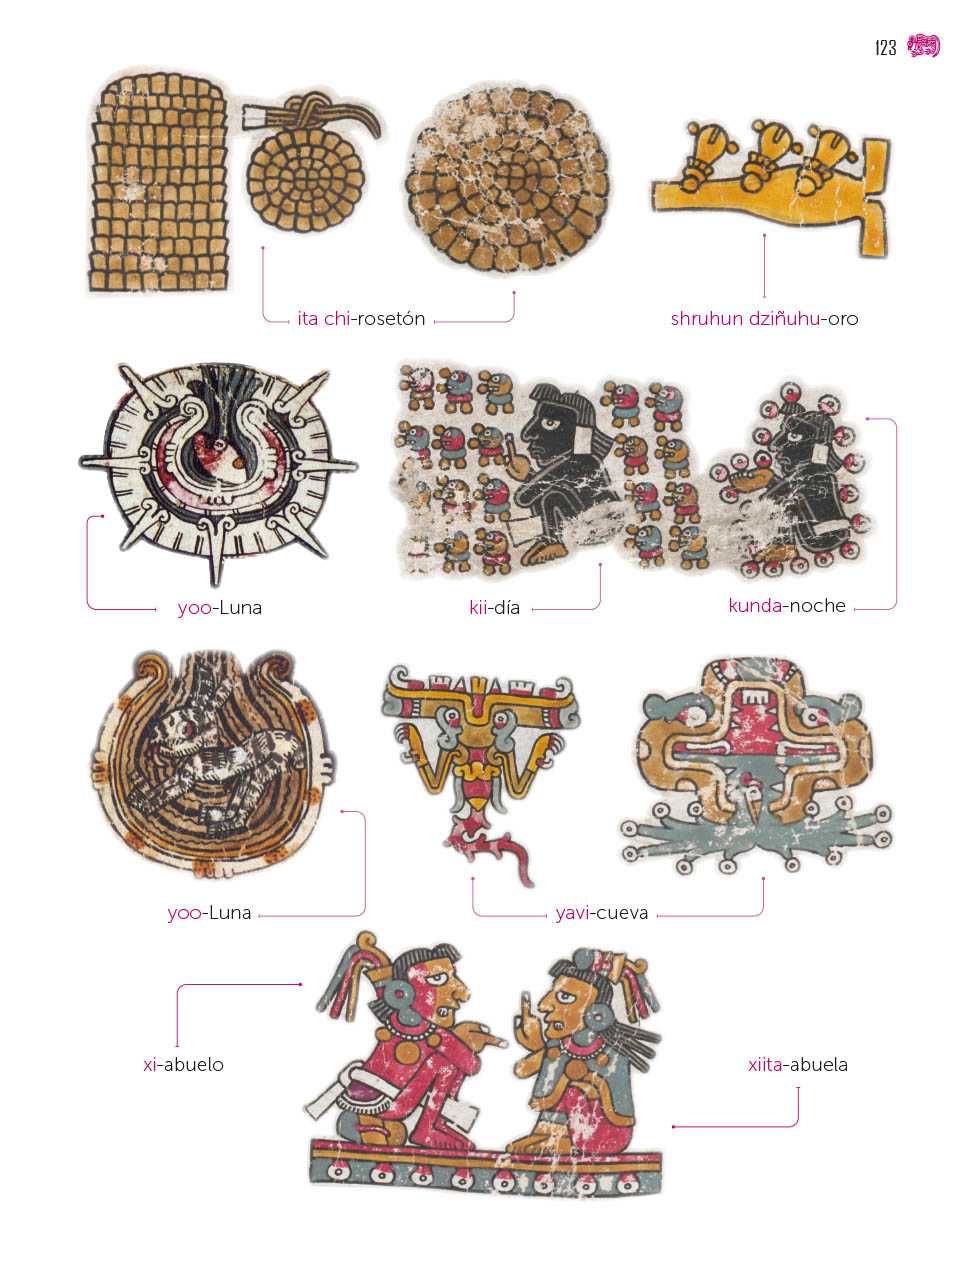 123
ita chi-rosetón
shruhun dziñuhu-oro
yoo-Luna
kii-día
kunda-noche
yoo-Luna
yavi-cueva
xi-abuelo
xiita-abuela